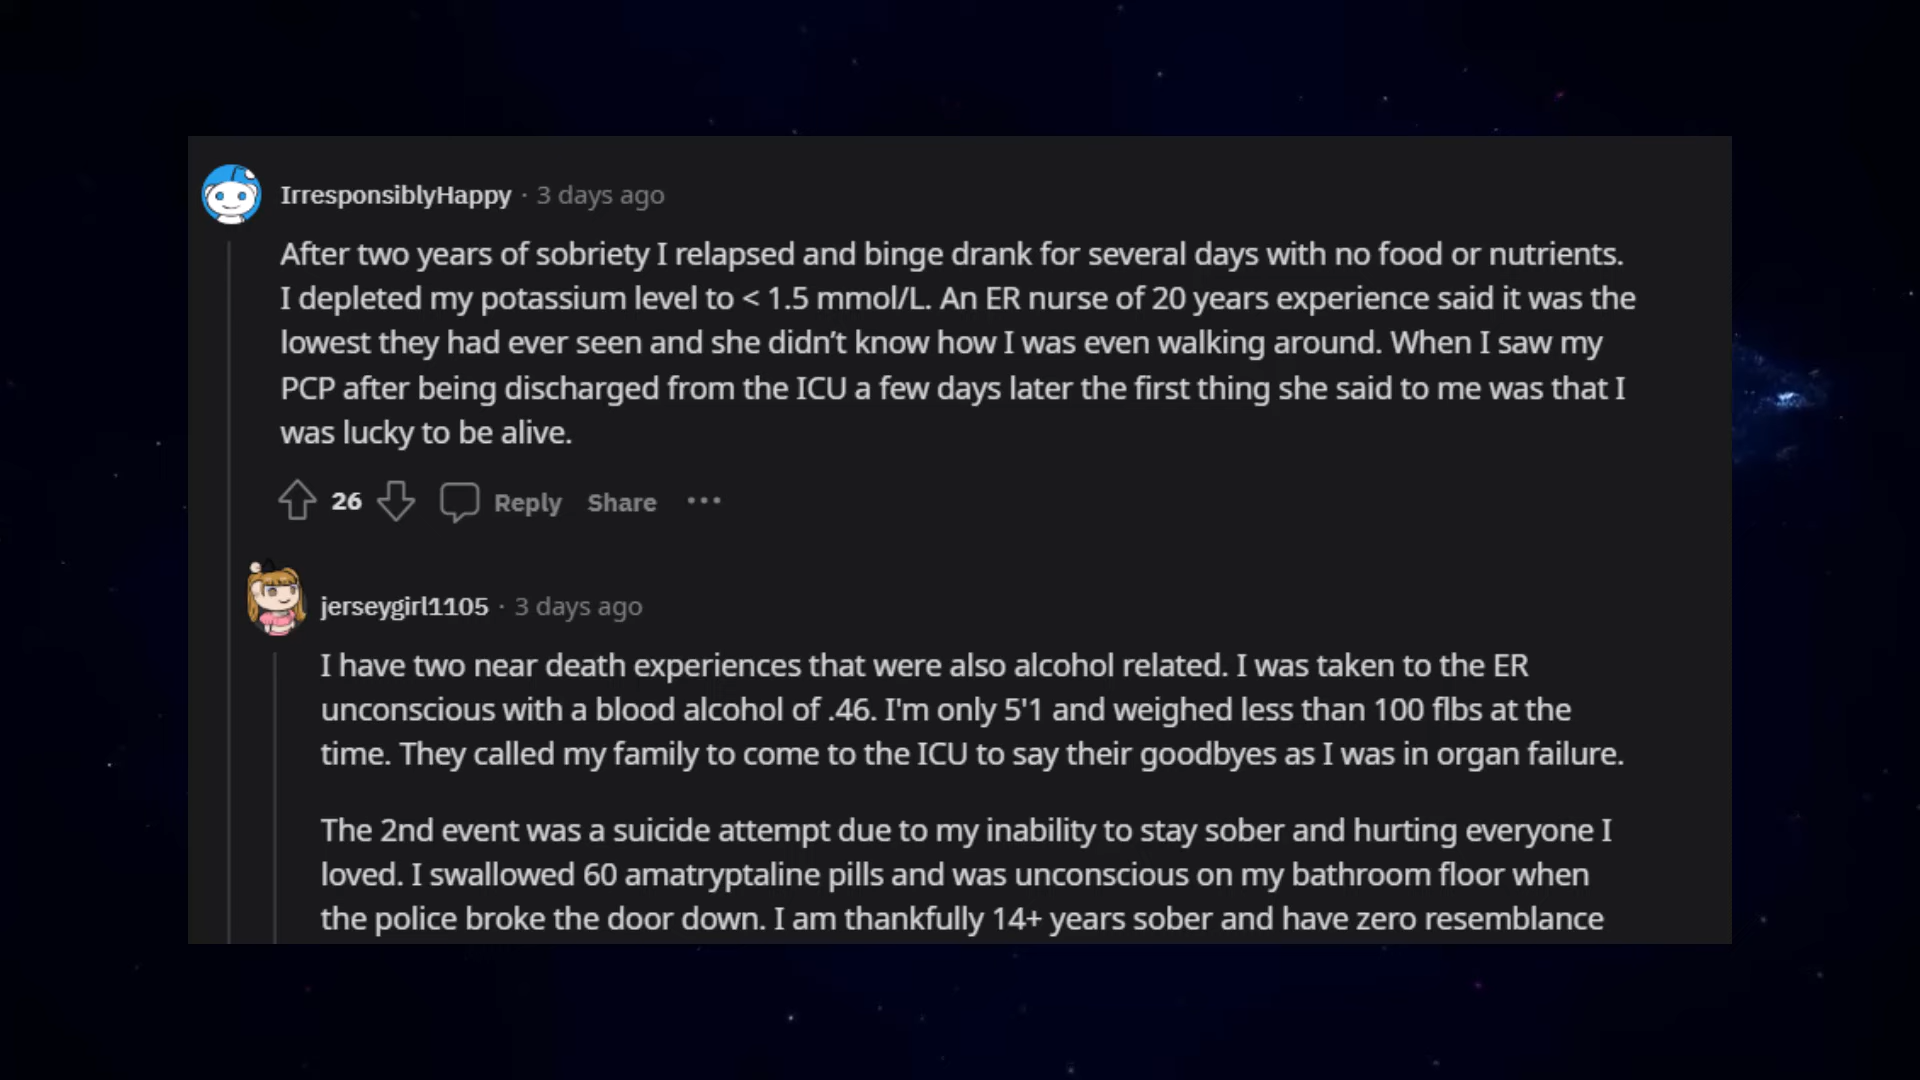 IrresponsiblyHappy · 3 days ago
After two years of sobriety I relapsed and binge drank for several days with no food or nutrients.
I depleted my potassium level to < 1.5 mmol/L. An ER nurse of 20 years experience said it was the
lowest they had ever seen and she didn’t know how I was even walking around. When I saw my
PCP after being discharged from the ICU a few days later the first thing she said to me was that I
was lucky to be alive.
26 Reply Share ···
jerseygirl1105 · 3 days ago
I have two near death experiences that were also alcohol related. I was taken to the ER
unconscious with a blood alcohol of .46. I'm only 5'1 and weighed less than 100 flbs at the
time. They called my family to come to the ICU to say their goodbyes as I was in organ failure.
The 2nd event was a suicide attempt due to my inability to stay sober and hurting everyone I
loved. I swallowed 60 amatryptaline pills and was unconscious on my bathroom floor when
the police broke the door down. I am thankfully 14+ years sober and have zero resemblance